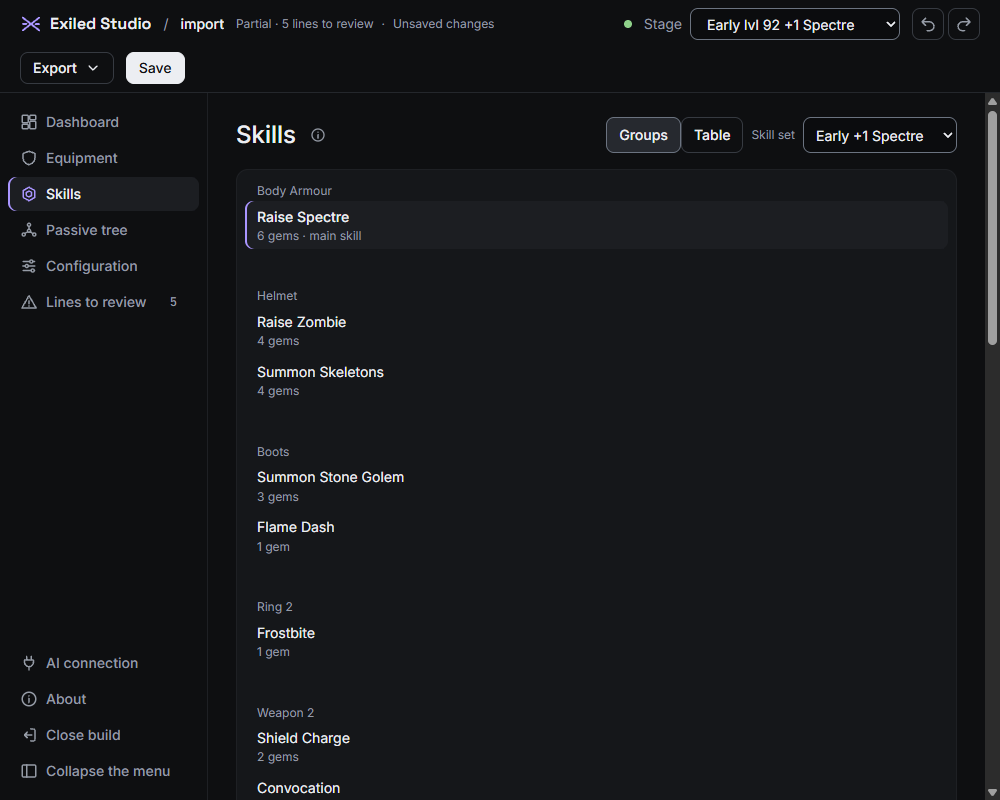 Exiled Studio / import Partial · 5 lines to review · Unsaved changes Stage Early lvl 92 +1 Spectre
Export Save
Dashboard
Equipment
Skills
Passive tree
Configuration
Lines to review 5
AI connection
About
Close build
Collapse the menu
Skills Groups Table Skill set Early +1 Spectre
Body Armour
Raise Spectre
6 gems · main skill
Helmet
Raise Zombie
4 gems
Summon Skeletons
4 gems
Boots
Summon Stone Golem
3 gems
Flame Dash
1 gem
Ring 2
Frostbite
1 gem
Weapon 2
Shield Charge
2 gems
Convocation